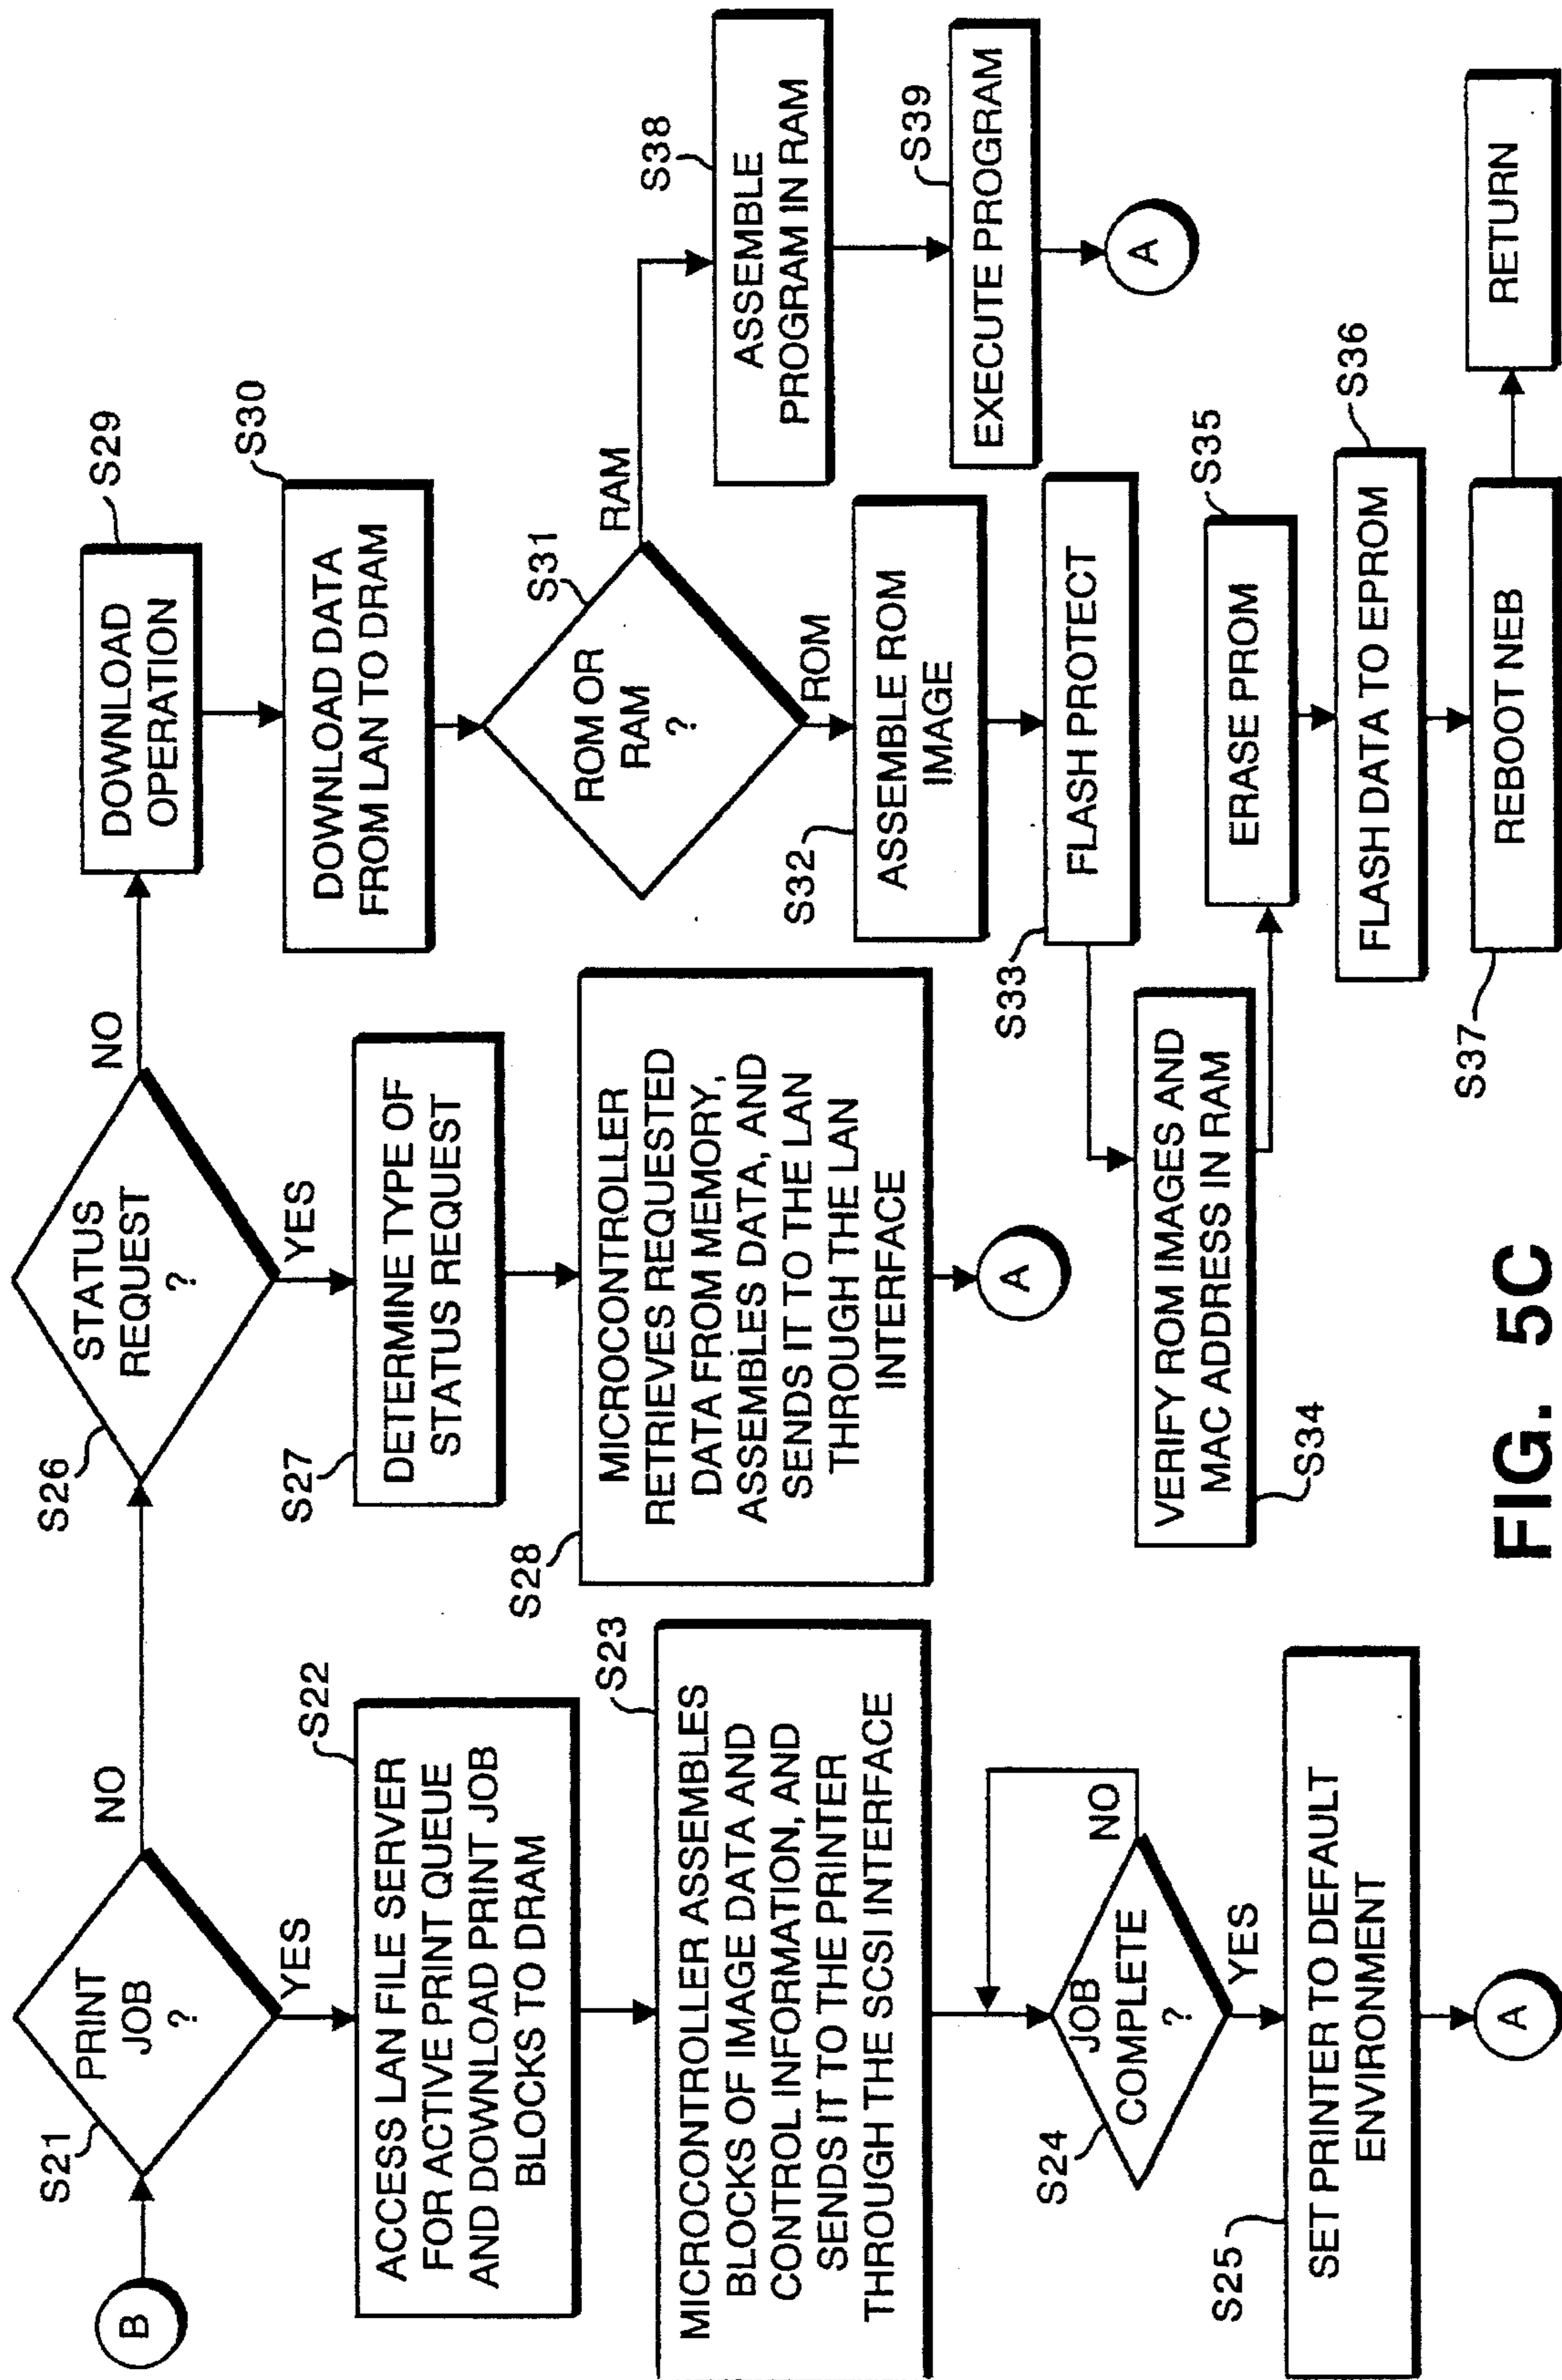 B
S21
PRINT
JOB
?
NO
YES
S22
ACCESS LAN FILE SERVER
FOR ACTIVE PRINT QUEUE
AND DOWNLOAD PRINT JOB
BLOCKS TO DRAM
S23
MICROCONTROLLER ASSEMBLES
BLOCKS OF IMAGE DATA AND
CONTROL INFORMATION, AND
SENDS IT TO THE PRINTER
THROUGH THE SCSI INTERFACE
S24
JOB
COMPLETE
?
NO
YES
S25
SET PRINTER TO DEFAULT
ENVIRONMENT
A
S26
STATUS
REQUEST
?
NO
YES
S27
DETERMINE TYPE OF
STATUS REQUEST
S28
MICROCONTROLLER
RETRIEVES REQUESTED
DATA FROM MEMORY,
ASSEMBLES DATA, AND
SENDS IT TO THE LAN
THROUGH THE LAN
INTERFACE
A
S29
DOWNLOAD
OPERATION
S30
DOWNLOAD DATA
FROM LAN TO DRAM
S31
ROM OR
RAM
?
RAM
ROM
S32
ASSEMBLE ROM
IMAGE
S33
FLASH PROTECT
VERIFY ROM IMAGES AND
MAC ADDRESS IN RAM
S34
S35
ERASE PROM
S36
FLASH DATA TO EPROM
S37
REBOOT NEB
RETURN
S38
ASSEMBLE
PROGRAM IN RAM
S39
EXECUTE PROGRAM
A
FIG. 5C